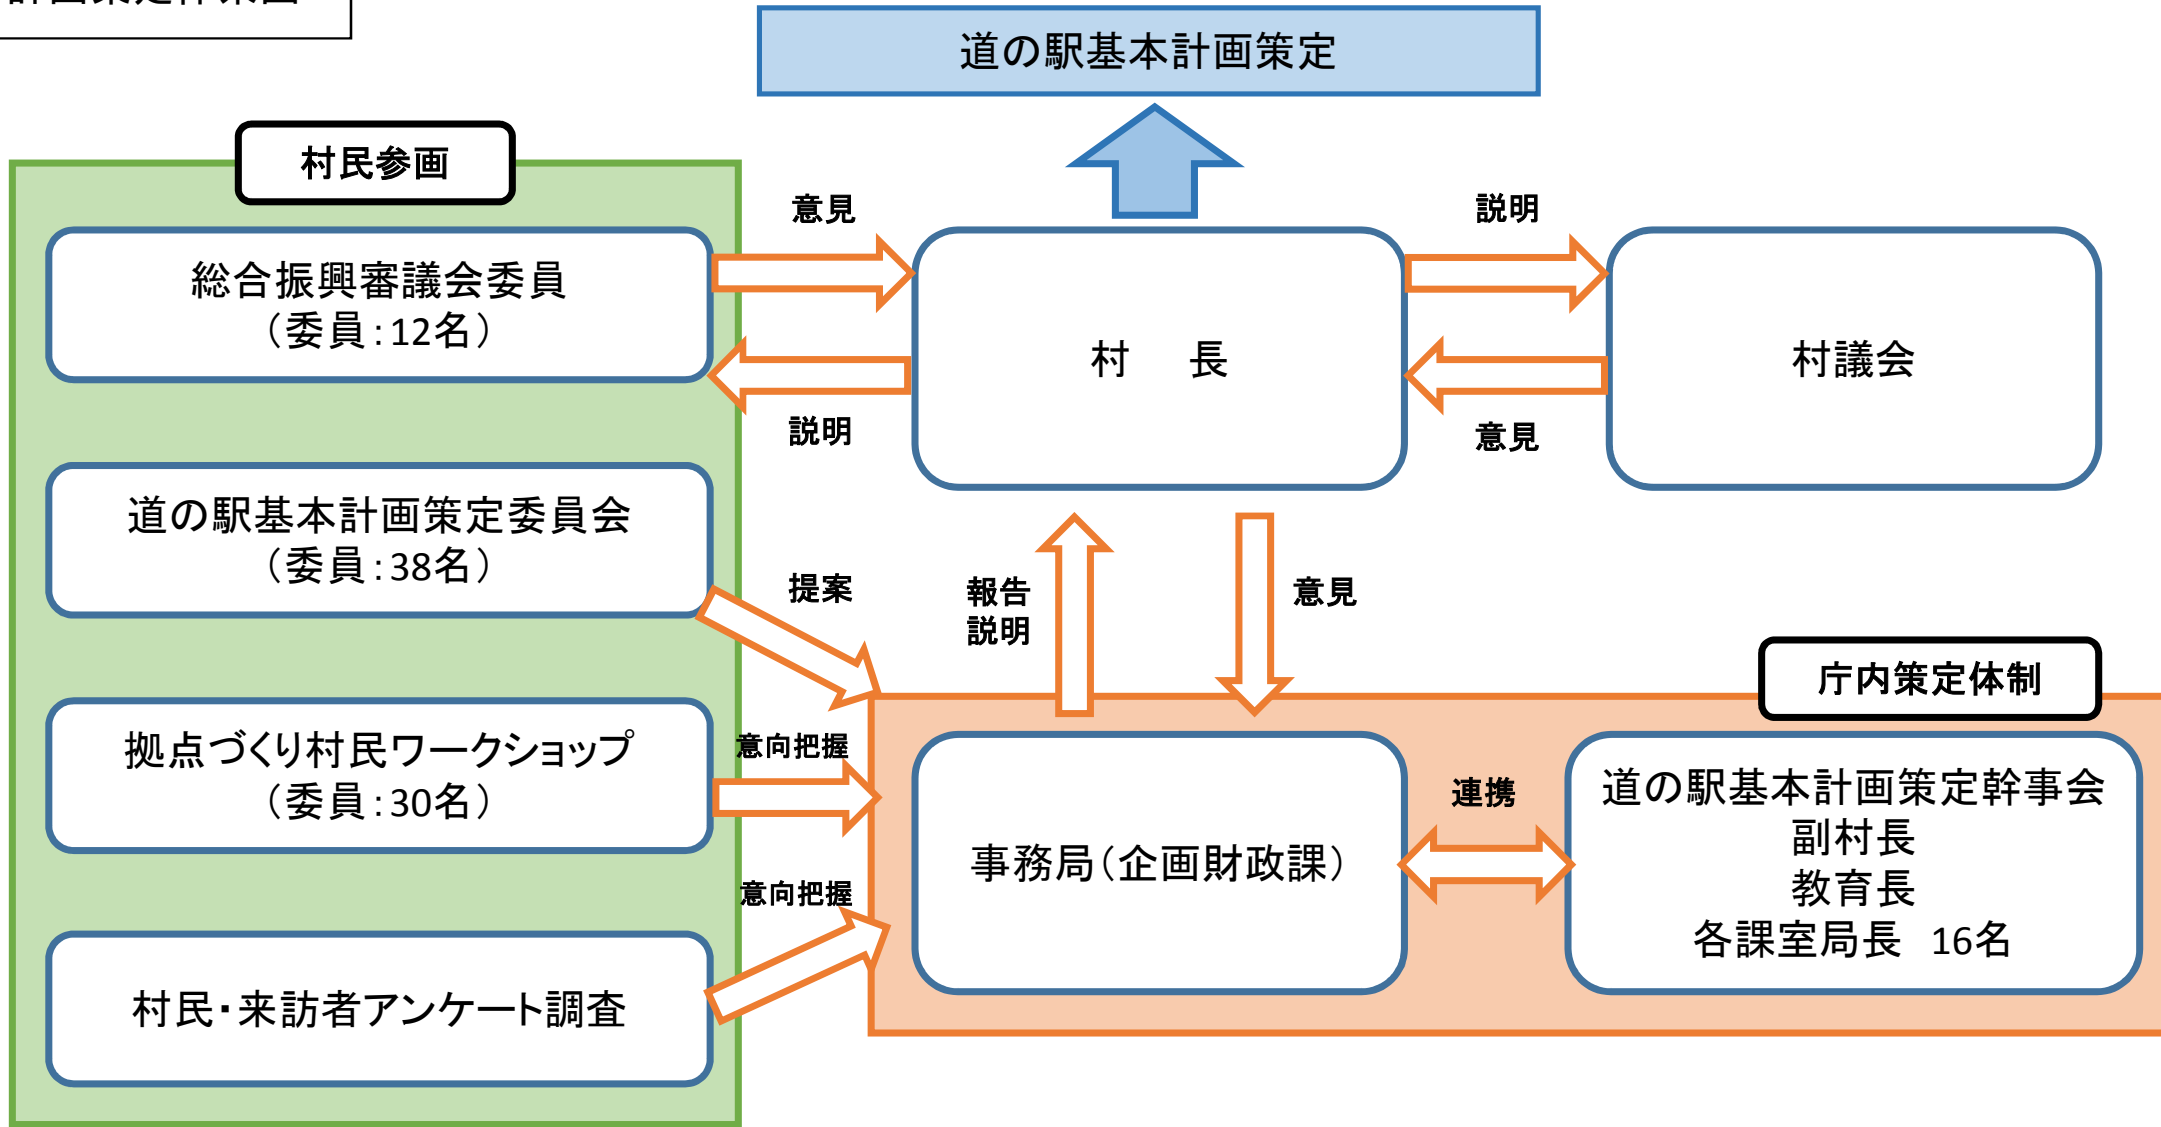 道の駅基本計画策定
村民参画
総合振興審議会委員
（委員：12名）
道の駅基本計画策定委員会
（委員：38名）
拠点づくり村民ワークショップ
（委員：30名）
村民・来訪者アンケート調査
意見
説明
提案
意向把握
意向把握
村　長
説明
意見
村議会
報告
説明
意見
庁内策定体制
事務局（企画財政課）
連携
道の駅基本計画策定幹事会
副村長
教育長
各課室局長　16名